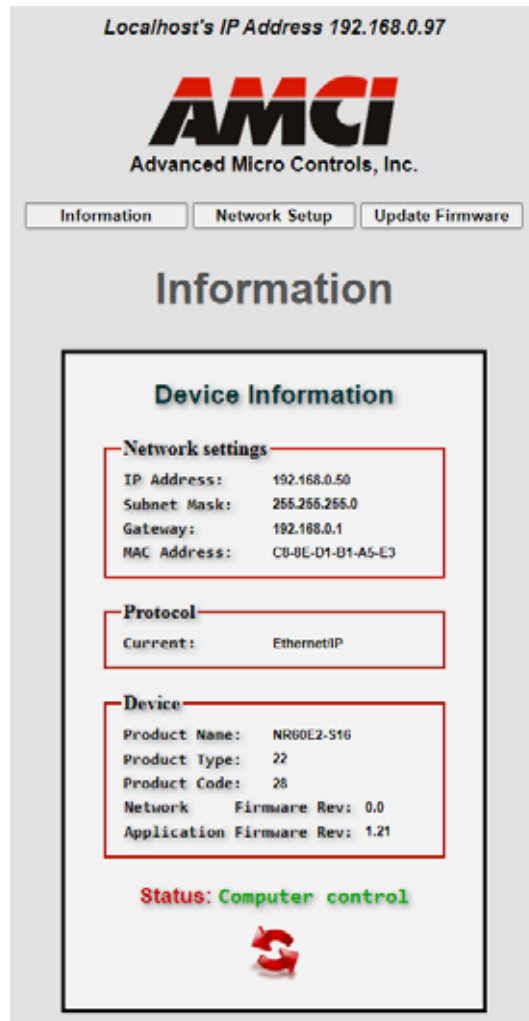 Localhost's IP Address 192.168.0.97
AMCI
Advanced Micro Controls, Inc.
Information Network Setup Update Firmware
Information
Device Information
Network settings
IP Address: 192.168.0.50
Subnet Mask: 255.255.255.0
Gateway: 192.168.0.1
MAC Address: C8-8E-D1-B1-A5-E3
Protocol
Current: Ethernet/IP
Device
Product Name: NR60E2-S16
Product Type: 22
Product Code: 28
Network Firmware Rev: 0.0
Application Firmware Rev: 1.21
Status: Computer control